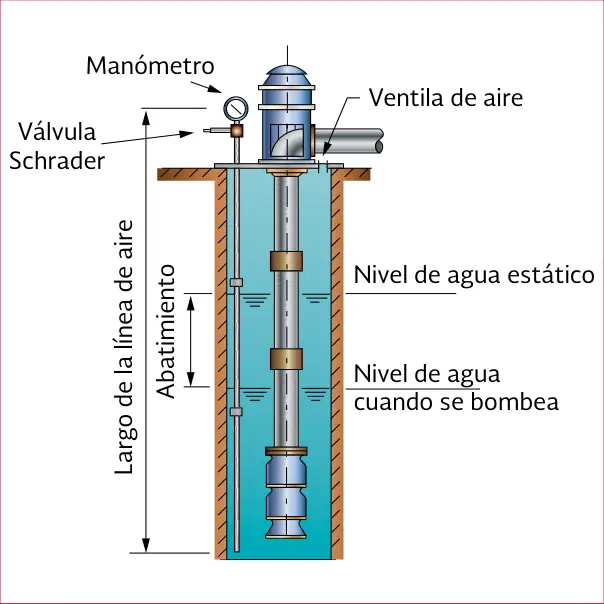 Manómetro
Ventila de aire
Válvula
Schrader
Largo de la línea de aire
Abatimiento
Nivel de agua estático
Nivel de agua
cuando se bombea